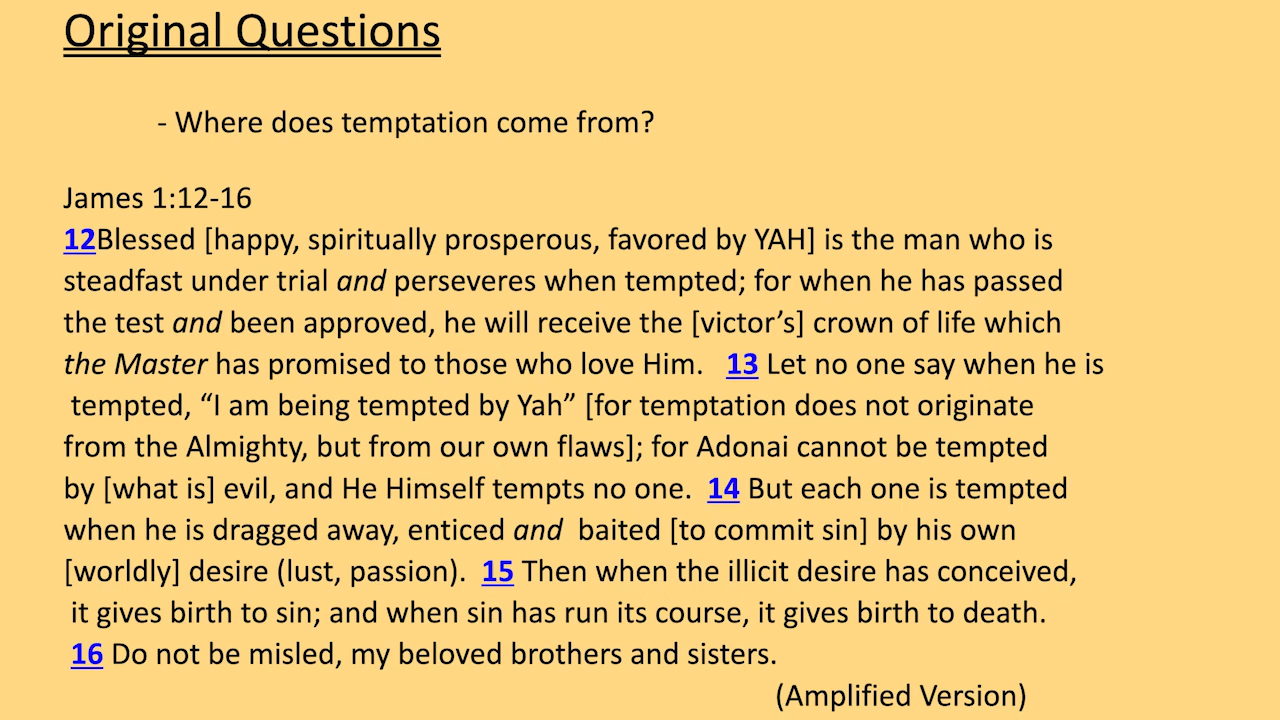 Original Questions
- Where does temptation come from?
James 1:12-16
12Blessed [happy, spiritually prosperous, favored by YAH] is the man who is
steadfast under trial and perseveres when tempted; for when he has passed
the test and been approved, he will receive the [victor’s] crown of life which
the Master has promised to those who love Him. 13 Let no one say when he is
tempted, “I am being tempted by Yah” [for temptation does not originate
from the Almighty, but from our own flaws]; for Adonai cannot be tempted
by [what is] evil, and He Himself tempts no one. 14 But each one is tempted
when he is dragged away, enticed and baited [to commit sin] by his own
[worldly] desire (lust, passion). 15 Then when the illicit desire has conceived,
it gives birth to sin; and when sin has run its course, it gives birth to death.
16 Do not be misled, my beloved brothers and sisters.
(Amplified Version)